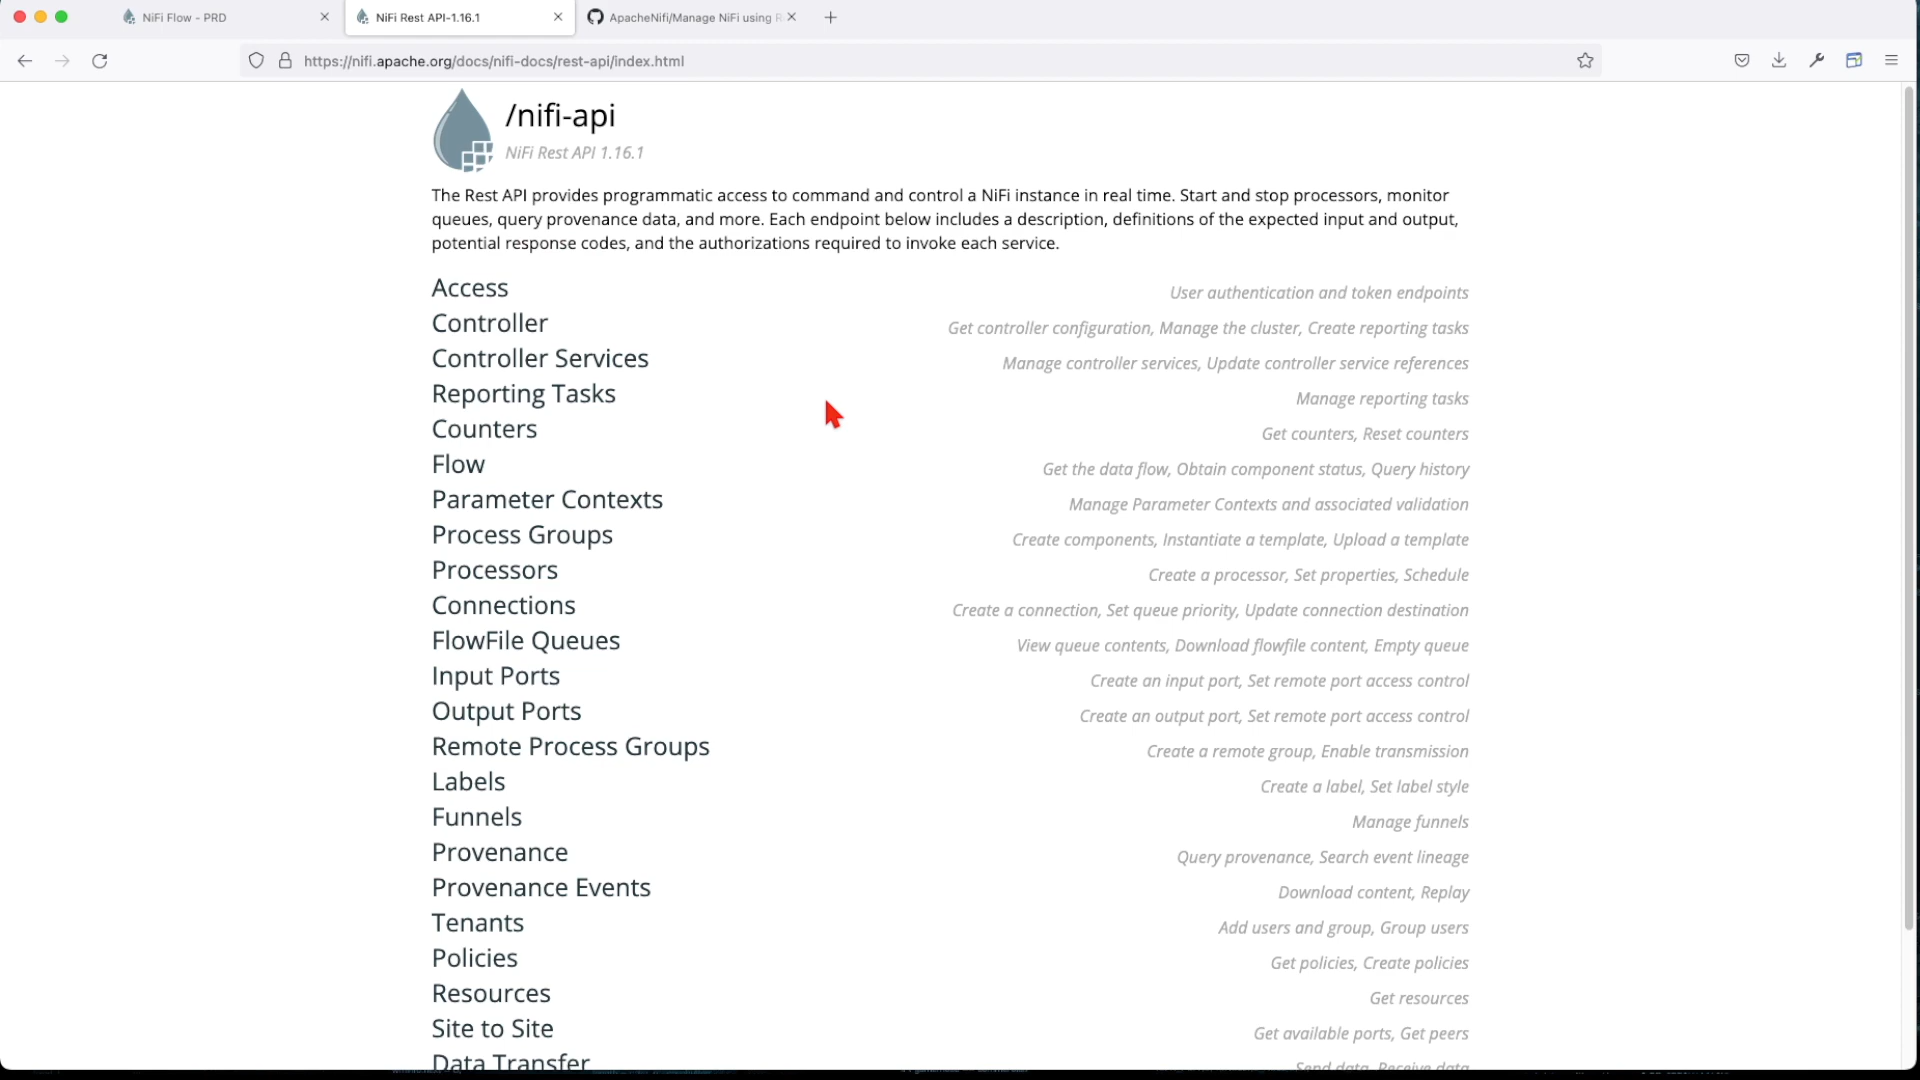 NiFi Flow - PRD
NiFi Rest API-1.16.1
ApacheNifi/Manage NiFi using R
https://nifi.apache.org/docs/nifi-docs/rest-api/index.html
/nifi-api
NiFi Rest API 1.16.1
The Rest API provides programmatic access to command and control a NiFi instance in real time. Start and stop processors, monitor
queues, query provenance data, and more. Each endpoint below includes a description, definitions of the expected input and output,
potential response codes, and the authorizations required to invoke each service.
Access User authentication and token endpoints
Controller Get controller configuration, Manage the cluster, Create reporting tasks
Controller Services Manage controller services, Update controller service references
Reporting Tasks Manage reporting tasks
Counters Get counters, Reset counters
Flow Get the data flow, Obtain component status, Query history
Parameter Contexts Manage Parameter Contexts and associated validation
Process Groups Create components, Instantiate a template, Upload a template
Processors Create a processor, Set properties, Schedule
Connections Create a connection, Set queue priority, Update connection destination
FlowFile Queues View queue contents, Download flowfile content, Empty queue
Input Ports Create an input port, Set remote port access control
Output Ports Create an output port, Set remote port access control
Remote Process Groups Create a remote group, Enable transmission
Labels Create a label, Set label style
Funnels Manage funnels
Provenance Query provenance, Search event lineage
Provenance Events Download content, Replay
Tenants Add users and group, Group users
Policies Get policies, Create policies
Resources Get resources
Site to Site Get available ports, Get peers
Data Transfer Send data, Receive data